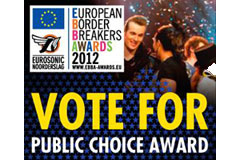 EUROPEAN
BORDER
BREAKERS
AWARDS
2012
WWW.EBBA-AWARDS.EU
EUROSONIC
NOORDERSLAG
VOTE FOR
PUBLIC CHOICE AWARD